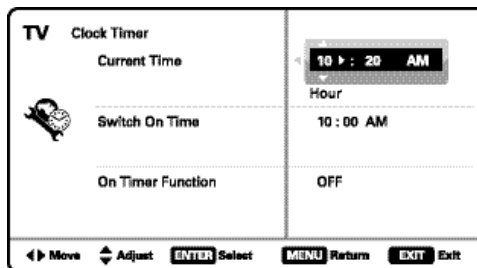 TV Clock Timer
Current Time 10 : 20 AM
Hour
Switch On Time 10 : 00 AM
On Timer Function OFF
Move Adjust ENTER Select MENU Return EXIT Exit